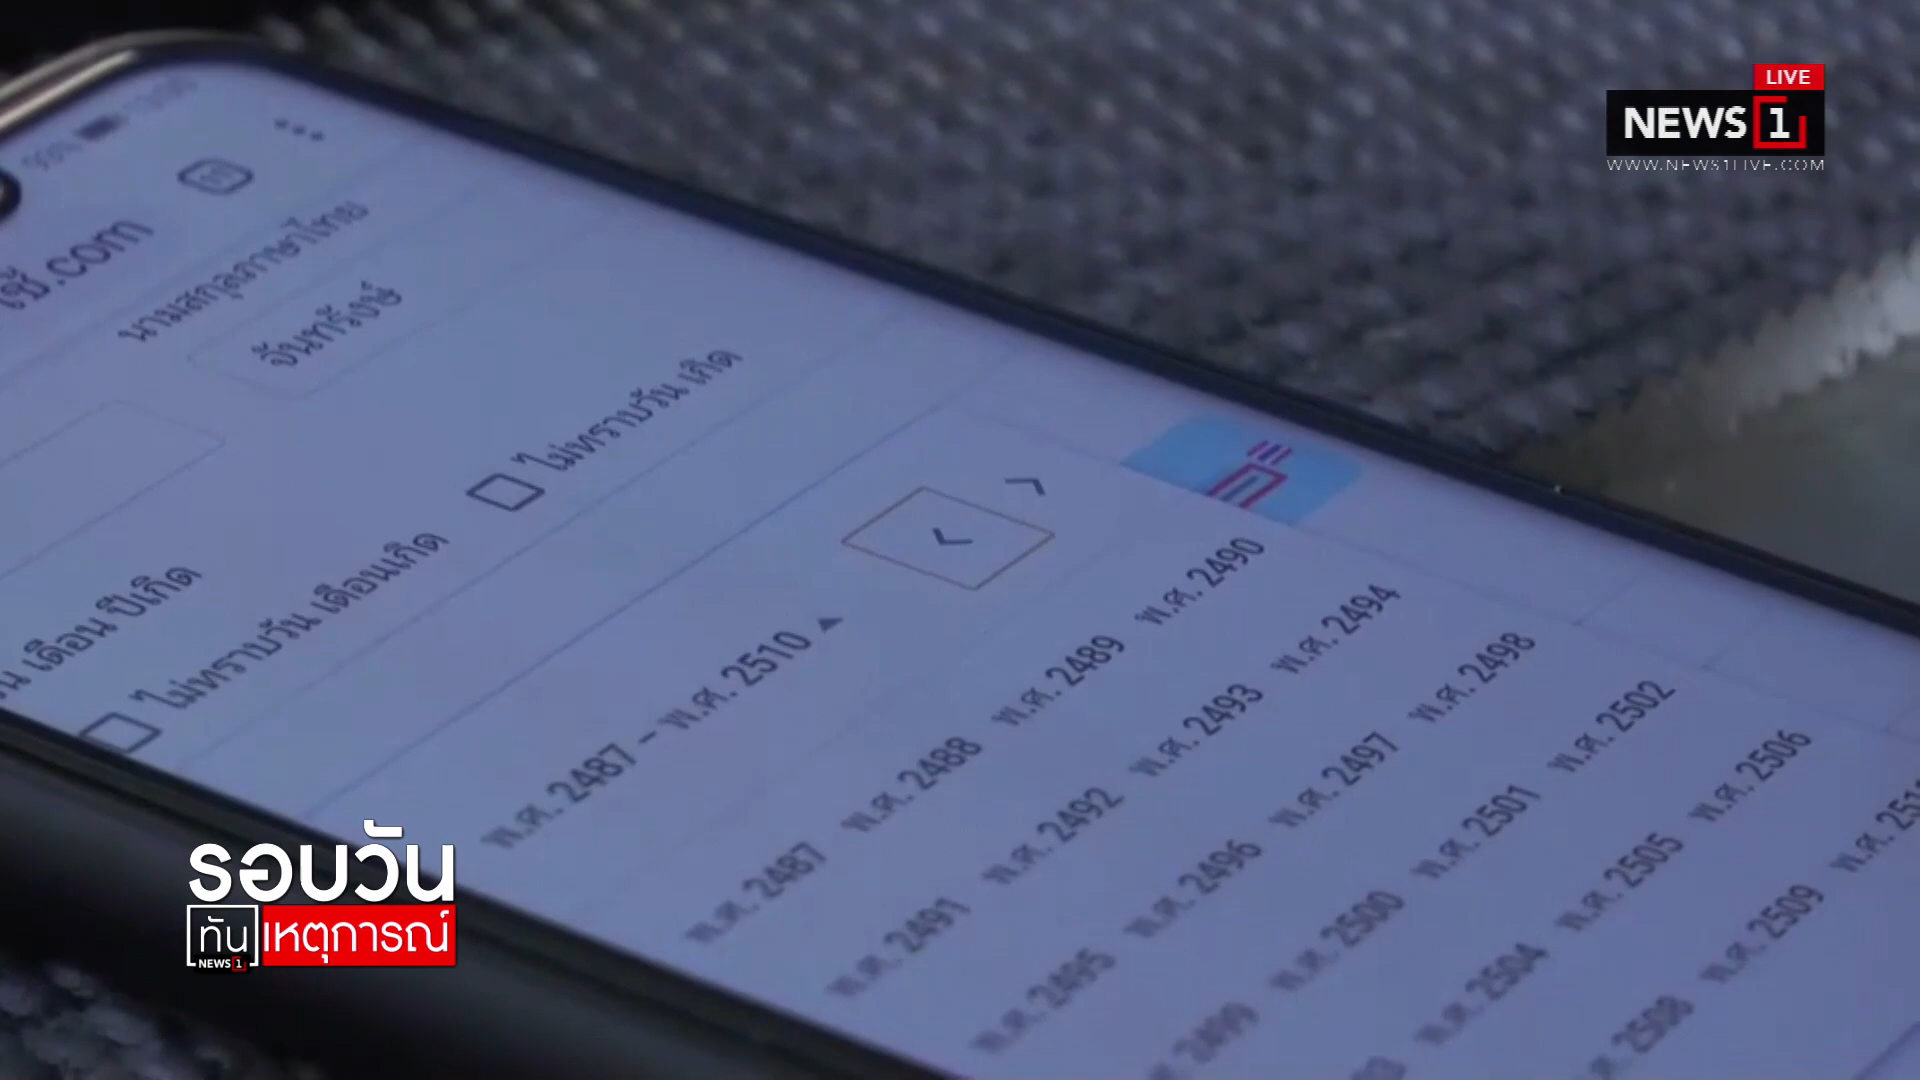 LIVE
NEWS 1
WWW.NEWS1LIVE.COM
ใช้.com
นามสกุลภาษาไทย
จันทร์รังษ์
เดือน ปีเกิด
ไม่ทราบวัน เดือนเกิด
ไม่ทราบวัน เกิด
พ.ศ. 2487 – พ.ศ. 2510
พ.ศ. 2487 พ.ศ. 2488 พ.ศ. 2489 พ.ศ. 2490
พ.ศ. 2491 พ.ศ. 2492 พ.ศ. 2493 พ.ศ. 2494
พ.ศ. 2495 พ.ศ. 2496 พ.ศ. 2497 พ.ศ. 2498
2499 พ.ศ. 2500 พ.ศ. 2501 พ.ศ. 2502
พ.ศ. 2504 พ.ศ. 2505 พ.ศ. 2506
2508 พ.ศ. 2509 พ.ศ.
รอบวัน
ทันเหตุการณ์
NEWS 1